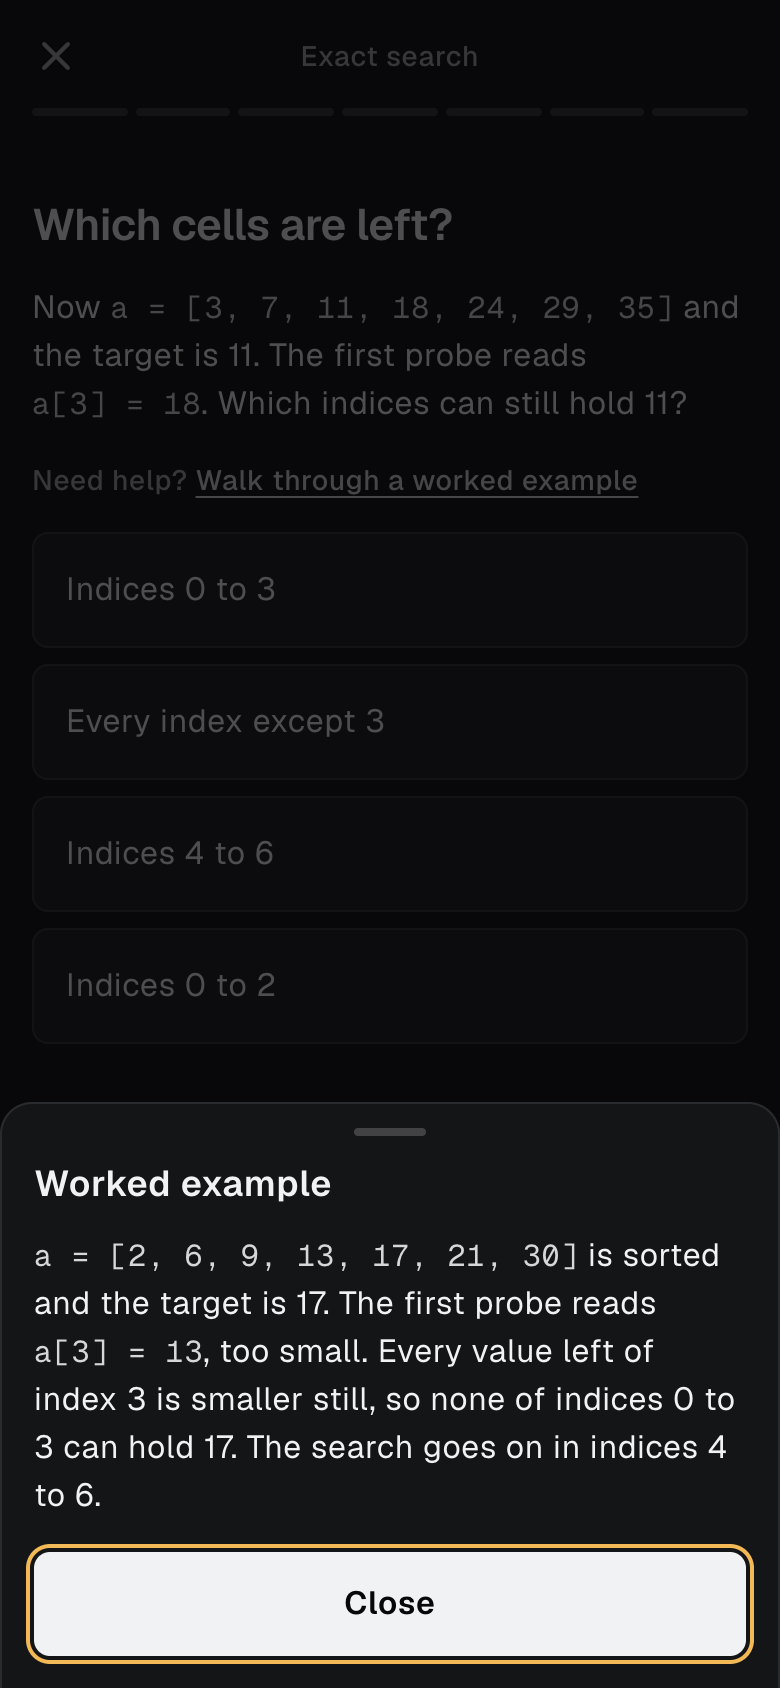 Exact search
Which cells are left?
Now a = [3, 7, 11, 18, 24, 29, 35] and
the target is 11. The first probe reads
a[3] = 18. Which indices can still hold 11?
Need help? Walk through a worked example
Indices 0 to 3
Every index except 3
Indices 4 to 6
Indices 0 to 2
Worked example
a = [2, 6, 9, 13, 17, 21, 30] is sorted
and the target is 17. The first probe reads
a[3] = 13, too small. Every value left of
index 3 is smaller still, so none of indices 0 to
3 can hold 17. The search goes on in indices 4
to 6.
Close